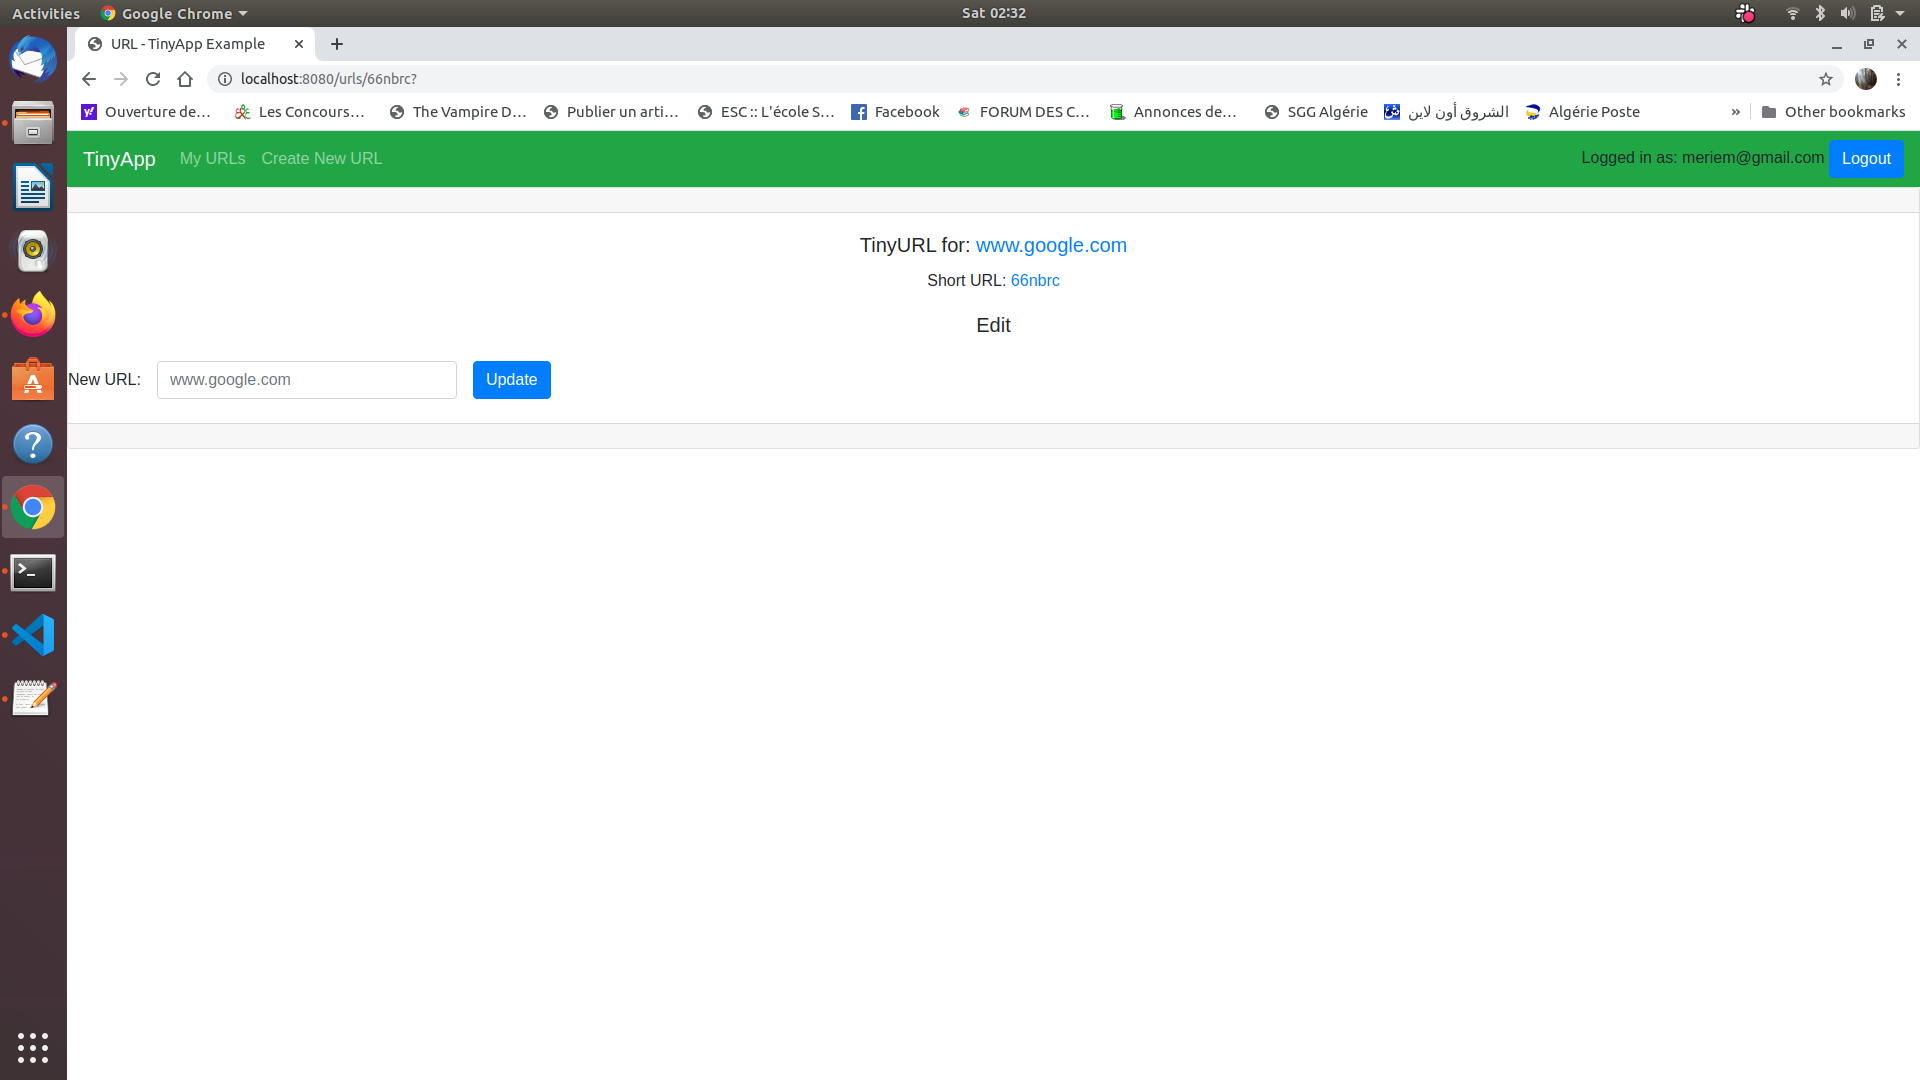 Activities Google Chrome Sat 02:32
URL - TinyApp Example
localhost:8080/urls/66nbrc?
Ouverture de... Les Concours... The Vampire D... Publier un arti... ESC :: L'école S... Facebook FORUM DES C... Annonces de... SGG Algérie الشروق أون لاين Algérie Poste » Other bookmarks
TinyApp My URLs Create New URL Logged in as: meriem@gmail.com Logout
TinyURL for: www.google.com
Short URL: 66nbrc
Edit
New URL: www.google.com Update